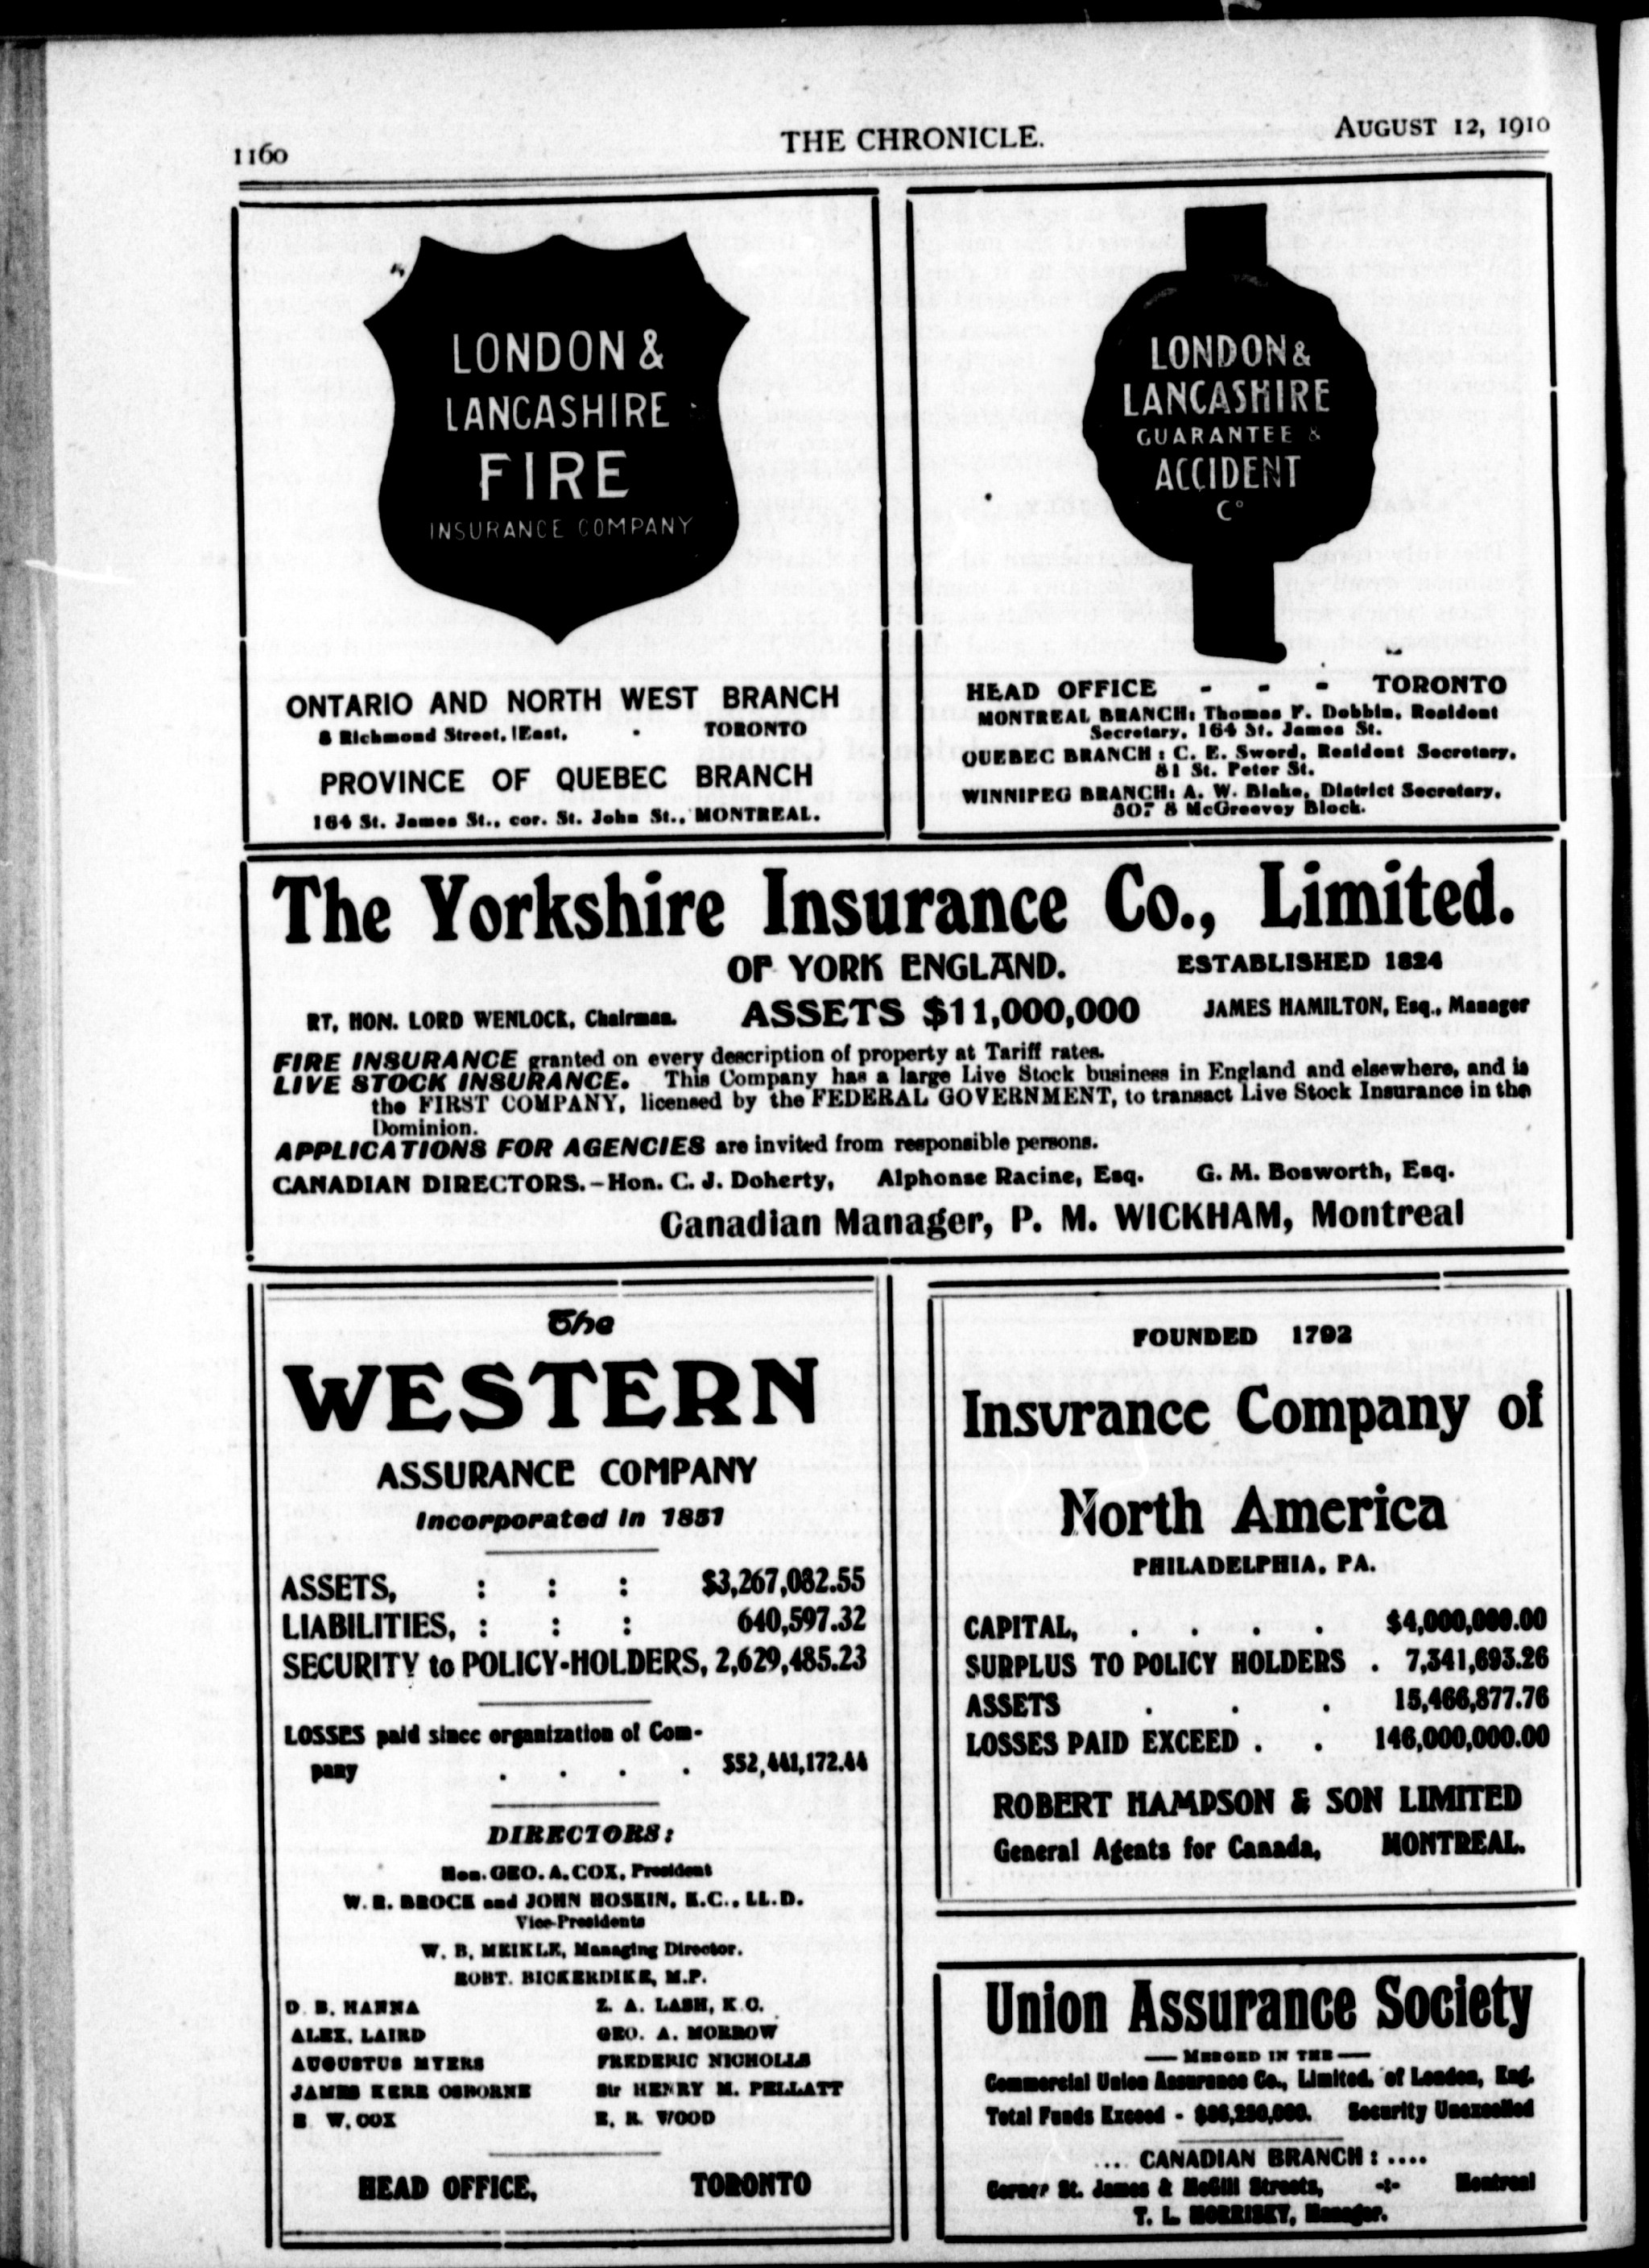 1160
THE CHRONICLE.
AUGUST 12, 1910
LONDON &
LANCASHIRE
FIRE
INSURANCE COMPANY
ONTARIO AND NORTH WEST BRANCH
8 Richmond Street, East, . TORONTO
PROVINCE OF QUEBEC BRANCH
164 St. James St., cor. St. John St., MONTREAL.
LONDON &
LANCASHIRE
GUARANTEE &
ACCIDENT
Co
HEAD OFFICE - - - TORONTO
MONTREAL BRANCH: Thomas F. Dobbin, Resident
Secretary, 164 St. James St.
QUEBEC BRANCH : C. E. Sword, Resident Secretary,
81 St. Peter St.
WINNIPEG BRANCH: A. W. Blake, District Secretary,
507 8 McGreevey Block.
The Yorkshire Insurance Co., Limited.
OF YORK ENGLAND. ESTABLISHED 1824
RT. HON. LORD WENLOCK, Chairman. ASSETS $11,000,000 JAMES HAMILTON, Esq., Manager
FIRE INSURANCE granted on every description of property at Tariff rates.
LIVE STOCK INSURANCE. This Company has a large Live Stock business in England and elsewhere, and is
the FIRST COMPANY, licensed by the FEDERAL GOVERNMENT, to transact Live Stock Insurance in the
Dominion.
APPLICATIONS FOR AGENCIES are invited from responsible persons.
CANADIAN DIRECTORS.-Hon. C. J. Doherty, Alphonse Racine, Esq. G. M. Bosworth, Esq.
Canadian Manager, P. M. WICKHAM, Montreal
The
WESTERN
ASSURANCE COMPANY
Incorporated in 1851
ASSETS, : : : $3,267,082.55
LIABILITIES, : : : 640,597.32
SECURITY to POLICY-HOLDERS, 2,629,485.23
LOSSES paid since organization of Com-
pany . . . . $52,441,172.44
DIRECTORS:
Hon. GEO. A. COX, President
W. R. BROCK and JOHN HOSKIN, K.C., LL.D.
Vice-Presidents
W. B. MEIKLE, Managing Director.
ROBT. BICKERDIKE, M.P.
D. B. HANNA Z. A. LASH, K.C.
ALEX. LAIRD GEO. A. MORROW
AUGUSTUS MYERS FREDERIC NICHOLLS
JAMES KERR OSBORNE Sir HENRY M. PELLATT
E. W. COX E. R. WOOD
HEAD OFFICE, TORONTO
FOUNDED 1792
Insurance Company of
North America
PHILADELPHIA, PA.
CAPITAL, . . . . $4,000,000.00
SURPLUS TO POLICY HOLDERS . 7,341,693.26
ASSETS . . . 15,466,877.76
LOSSES PAID EXCEED . . 146,000,000.00
ROBERT HAMPSON & SON LIMITED
General Agents for Canada, MONTREAL.
Union Assurance Society
— MERGED IN THE —
Commercial Union Assurance Co., Limited, of London, Eng.
Total Funds Exceed - $86,250,000. Security Unexcelled
... CANADIAN BRANCH : ....
Corner St. James & McGill Streets, -:- Montreal
T. L. MORRISEY, Manager.